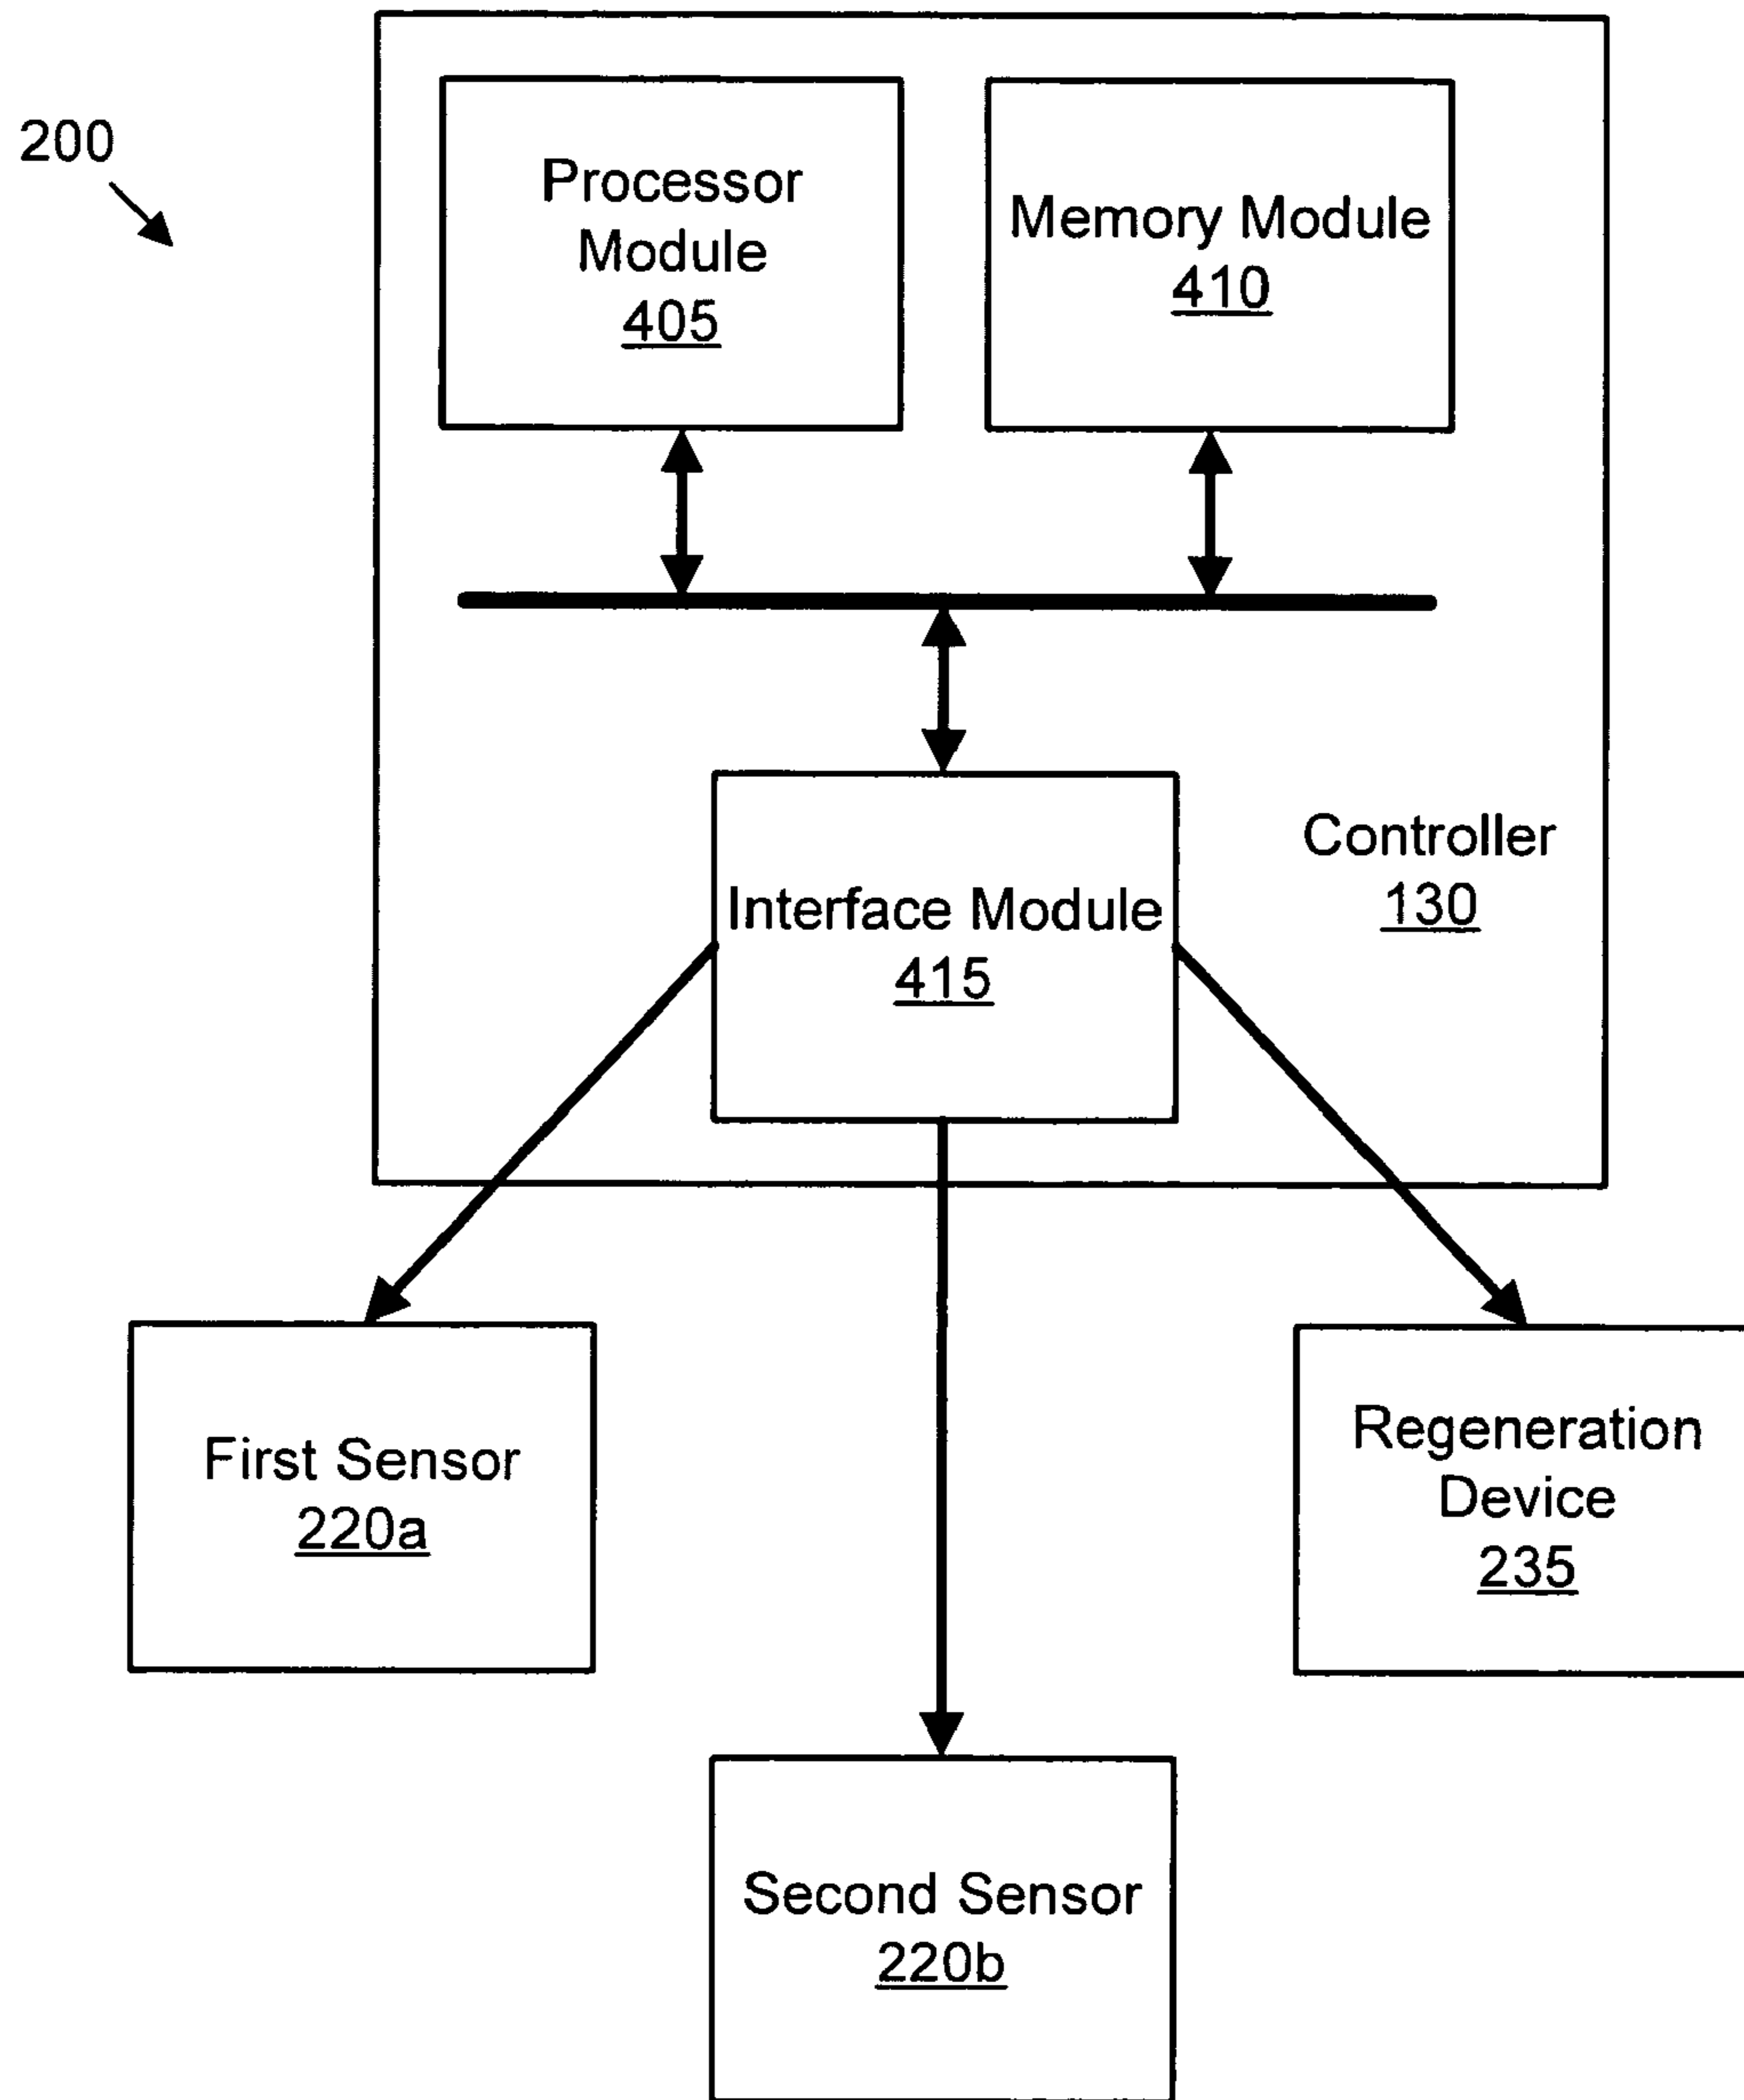 200
Processor
Module
405
Memory Module
410
Controller
130
Interface Module
415
First Sensor
220a
Regeneration
Device
235
Second Sensor
220b